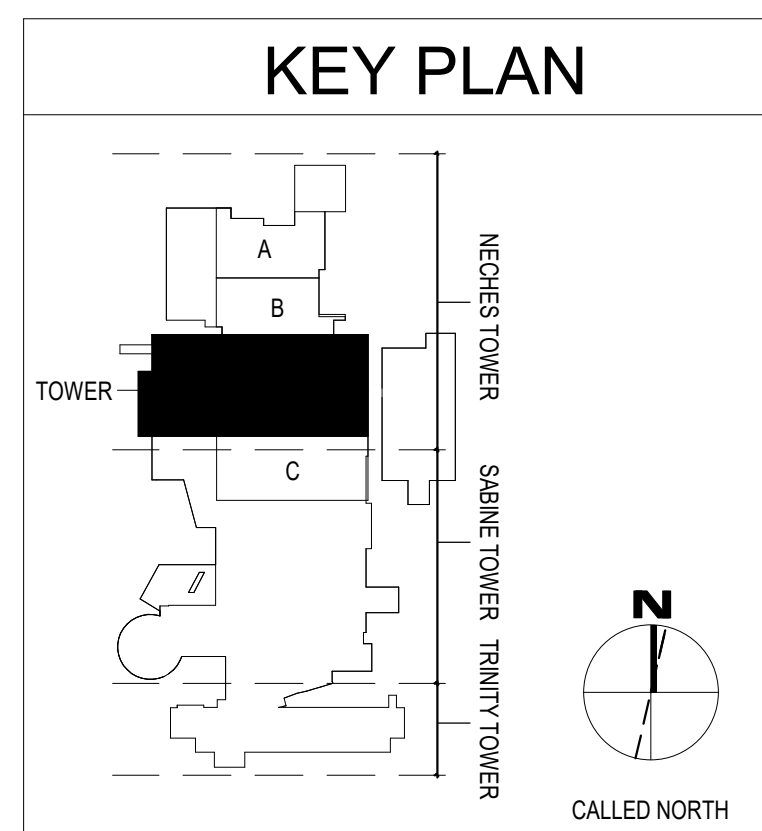 KEY PLAN
A
B
NECHES TOWER
TOWER
C
SABINE TOWER
N
TRINITY TOWER
CALLED NORTH